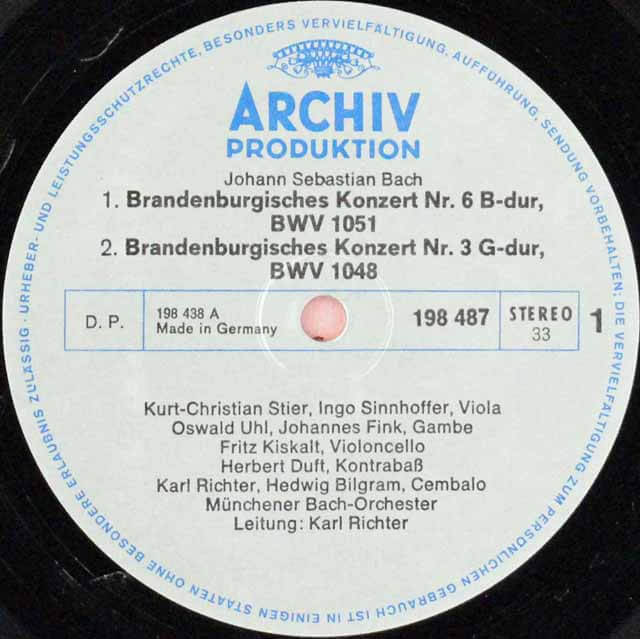 URHEBER- UND LEISTUNGSSCHUTZRECHTE, BESONDERS VERVIELFÄLTIGUNG, AUFFÜHRUNG, SENDUNG VORBEHALTEN; DIE VERVIELFÄLTIGUNG ZUM PERSÖNLICHEN GEBRAUCH IST IN EINIGEN STAATEN OHNE BESONDERE ERLAUBNIS ZULÄSSIG ·
ARCHIV
PRODUKTION
Johann Sebastian Bach
1. Brandenburgisches Konzert Nr. 6 B-dur,
BWV 1051
2. Brandenburgisches Konzert Nr. 3 G-dur,
BWV 1048
D. P. 198 438 A 198 487 STEREO 1
Made in Germany 33
Kurt-Christian Stier, Ingo Sinnhoffer, Viola
Oswald Uhl, Johannes Fink, Gambe
Fritz Kiskalt, Violoncello
Herbert Duft, Kontrabaß
Karl Richter, Hedwig Bilgram, Cembalo
Münchener Bach-Orchester
Leitung: Karl Richter